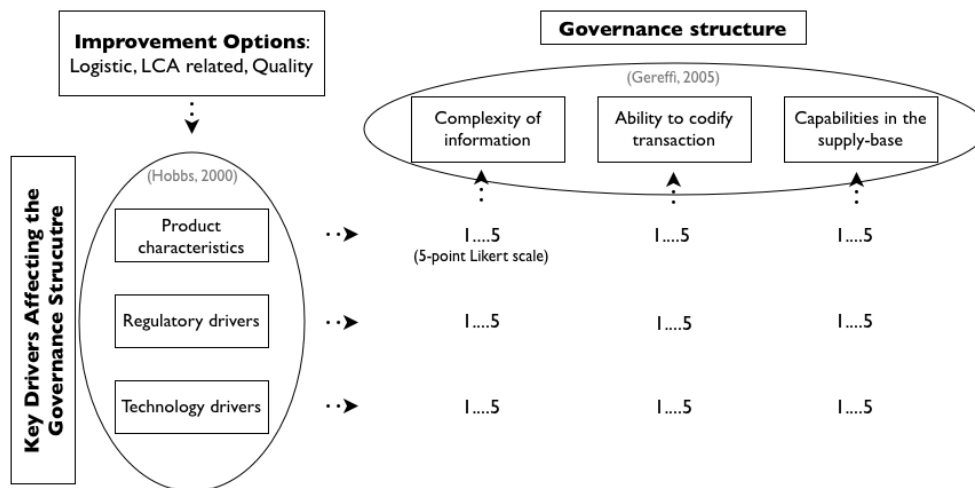 Improvement Options:
Logistic, LCA related, Quality
Governance structure
(Gereffi, 2005)
Complexity of
information
Ability to codify
transaction
Capabilities in the
supply-base
Key Drivers Affecting the
Governance Strucutre
(Hobbs, 2000)
Product
characteristics
1....5
(5-point Likert scale)
1....5
1....5
Regulatory drivers
1....5
1....5
1....5
Technology drivers
1....5
1....5
1....5